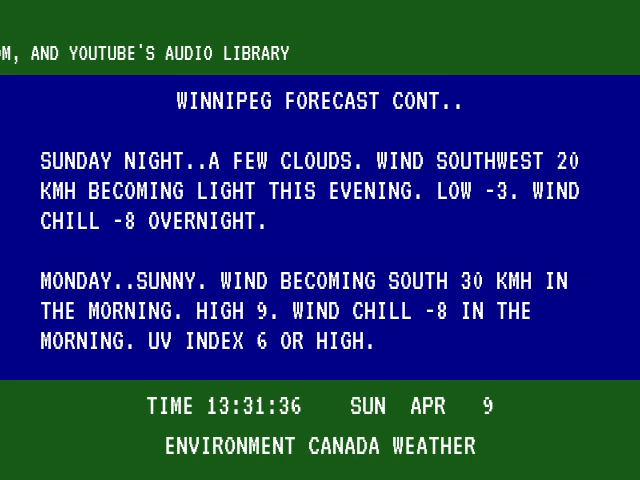 M, AND YOUTUBE'S AUDIO LIBRARY
WINNIPEG FORECAST CONT..
SUNDAY NIGHT..A FEW CLOUDS. WIND SOUTHWEST 20
KMH BECOMING LIGHT THIS EVENING. LOW -3. WIND
CHILL -8 OVERNIGHT.
MONDAY..SUNNY. WIND BECOMING SOUTH 30 KMH IN
THE MORNING. HIGH 9. WIND CHILL -8 IN THE
MORNING. UV INDEX 6 OR HIGH.
TIME 13:31:36 SUN APR 9
ENVIRONMENT CANADA WEATHER